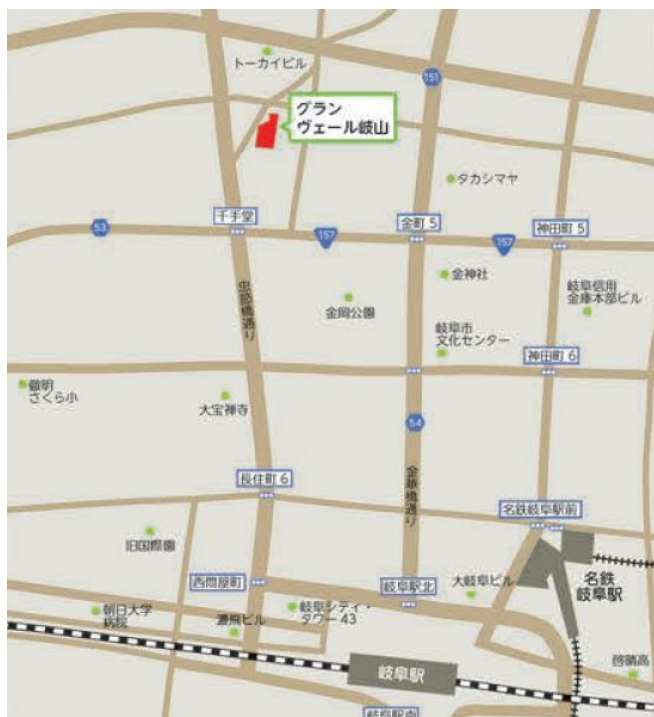 トーカイビル
151
グラン
ヴェール岐山
タカシマヤ
千手堂
金町 5
神田町 5
53
157
157
忠節橋通り
金神社
岐阜信用
金庫本部ビル
金岡公園
岐阜市
文化センター
神田町 6
徹明
さくら小
大宝禅寺
54
金華橋通り
長住町 6
名鉄岐阜駅前
旧国際園
西問屋町
岐阜駅北
大岐阜ビル
名鉄
岐阜駅
朝日大学
病院
濃飛ビル
岐阜シティ・
タワー 43
岐阜駅
啓晴高
岐阜駅南